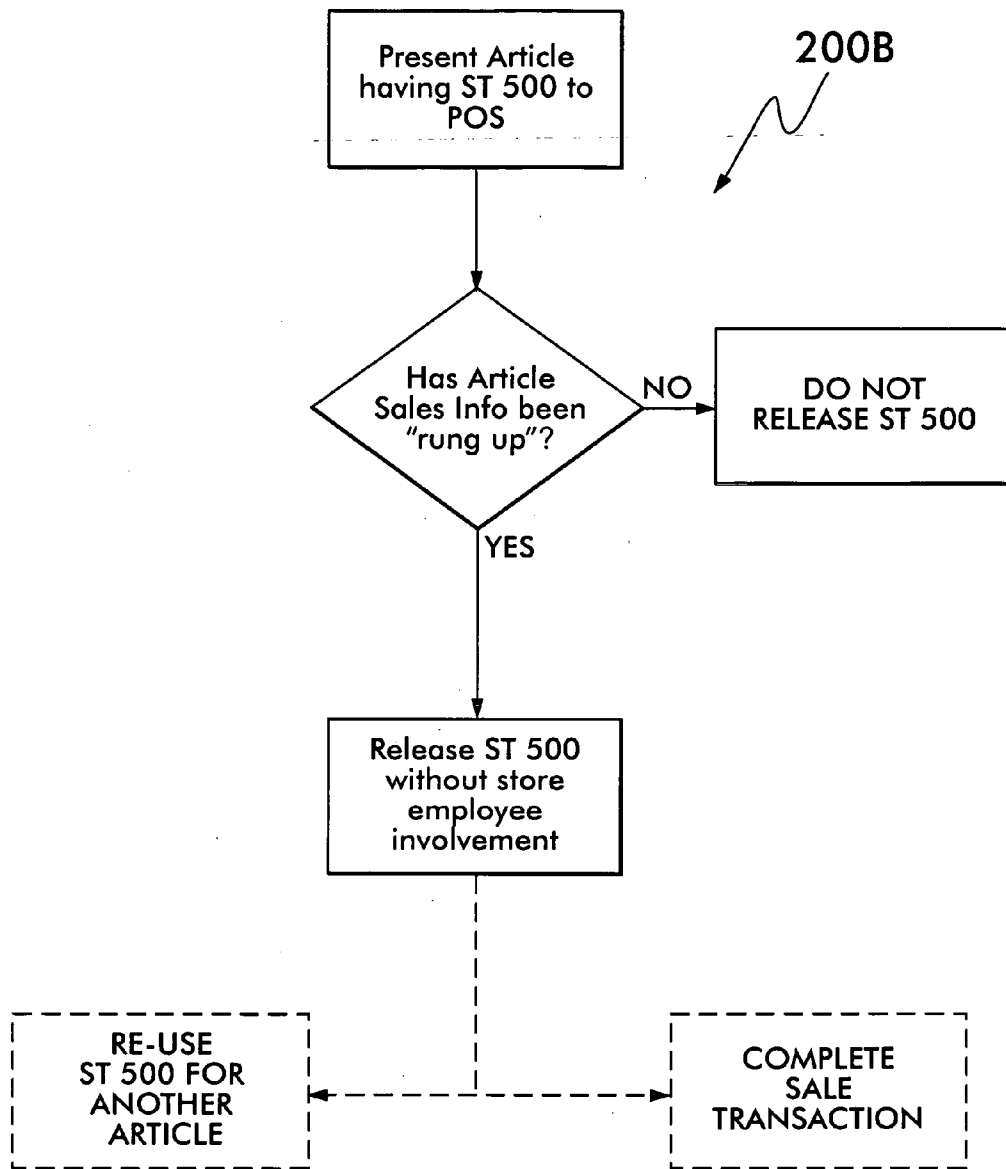 Present Article
having ST 500 to
POS
200B
Has Article
Sales Info been
"rung up"?
NO
DO NOT
RELEASE ST 500
YES
Release ST 500
without store
employee
involvement
RE-USE
ST 500 FOR
ANOTHER
ARTICLE
COMPLETE
SALE
TRANSACTION